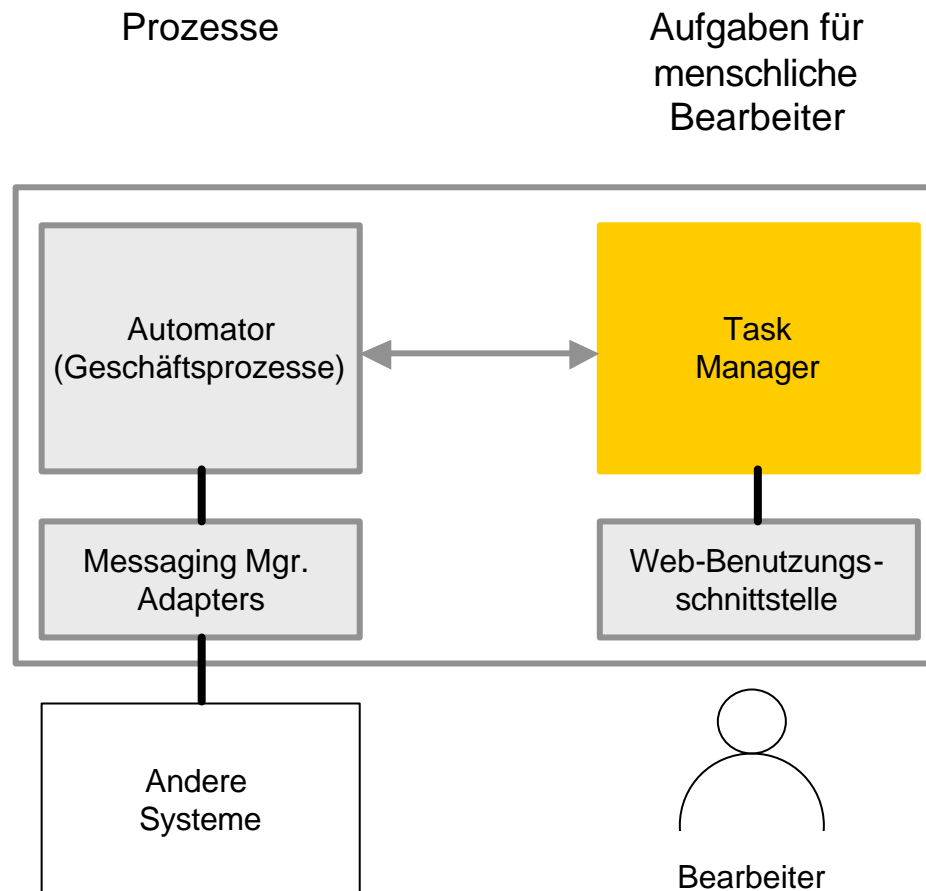 Prozesse
Aufgaben für
menschliche
Bearbeiter
Automator
(Geschäftsprozesse)
Task
Manager
Messaging Mgr.
Adapters
Web-Benutzungs-
schnittstelle
Andere
Systeme
Bearbeiter